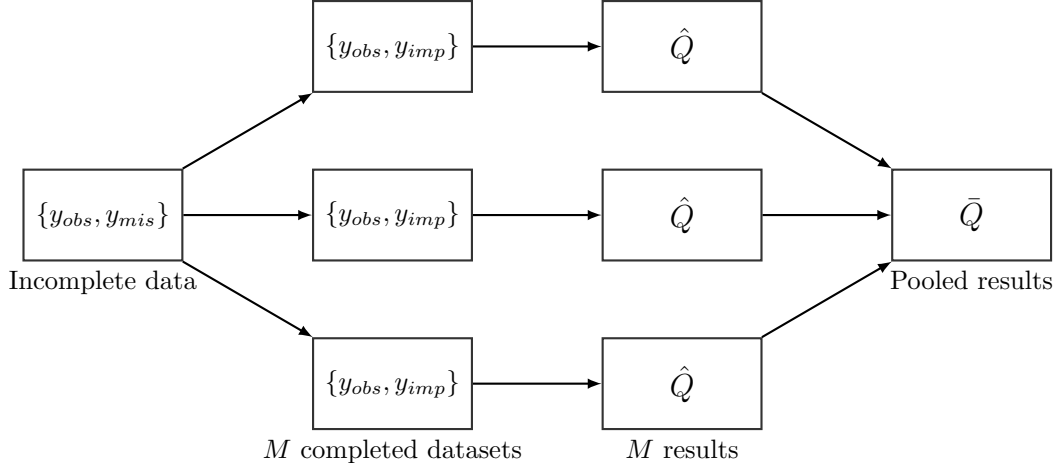 {y_obs, y_imp}
Q̂
{y_obs, y_mis}
{y_obs, y_imp}
Q̂
Q̄
Incomplete data
Pooled results
{y_obs, y_imp}
Q̂
M completed datasets
M results